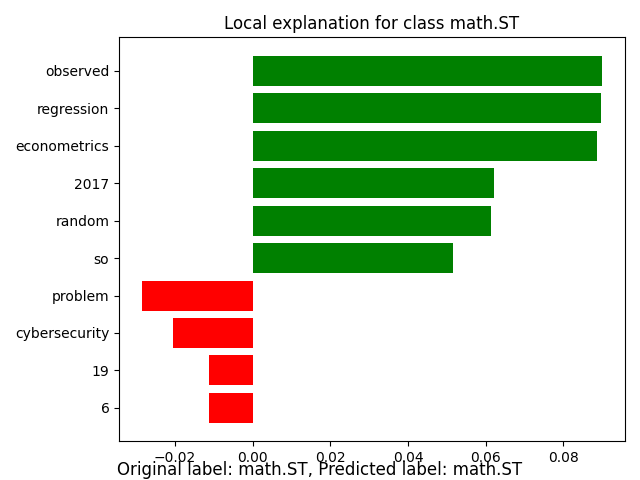 Local explanation for class math.ST
observed
regression
econometrics
2017
random
so
problem
cybersecurity
19
6
−0.02 0.00 0.02 0.04 0.06 0.08
Original label: math.ST, Predicted label: math.ST